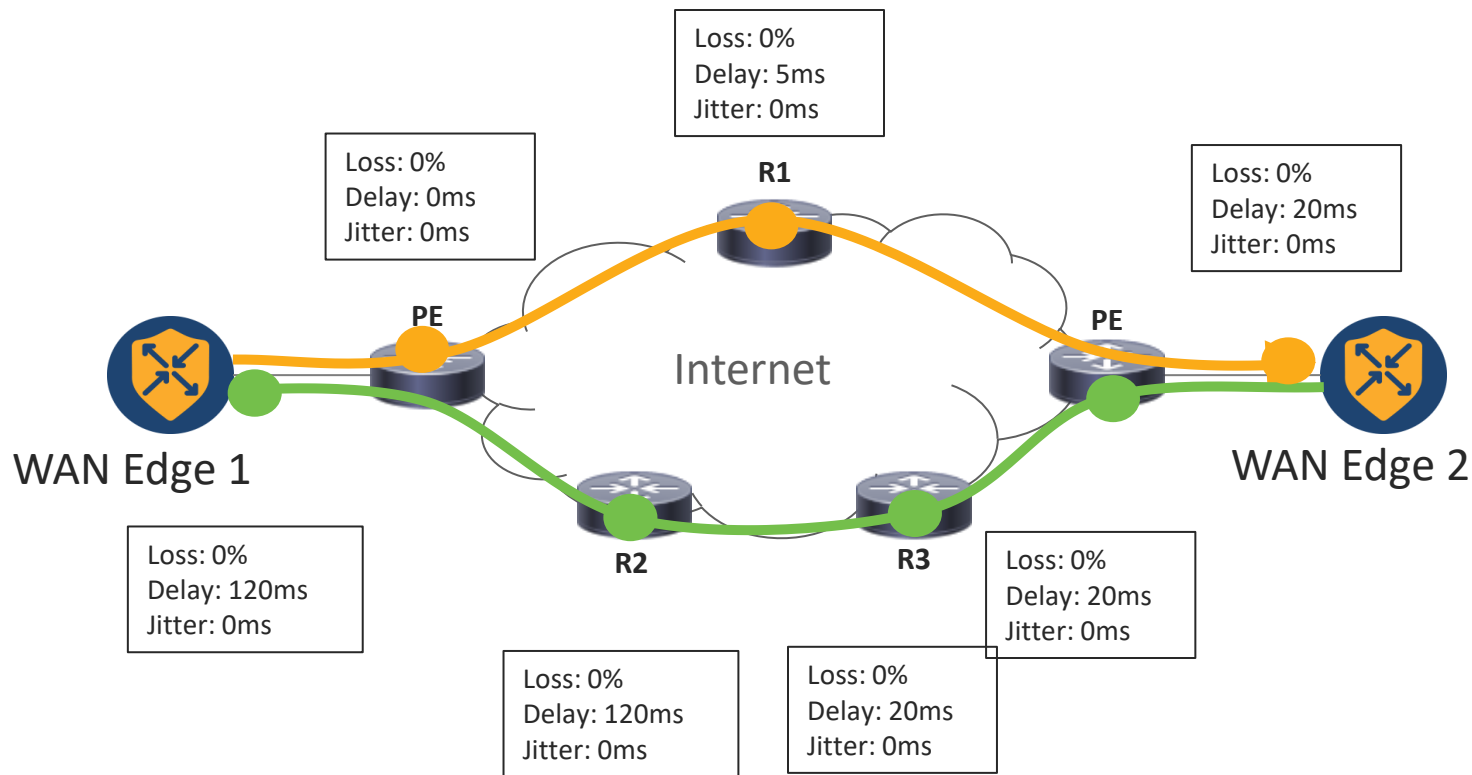 Loss: 0%
Delay: 5ms
Jitter: 0ms
Loss: 0%
Delay: 0ms
Jitter: 0ms
R1
Loss: 0%
Delay: 20ms
Jitter: 0ms
PE
PE
Internet
WAN Edge 1
WAN Edge 2
R2
R3
Loss: 0%
Delay: 120ms
Jitter: 0ms
Loss: 0%
Delay: 20ms
Jitter: 0ms
Loss: 0%
Delay: 120ms
Jitter: 0ms
Loss: 0%
Delay: 20ms
Jitter: 0ms